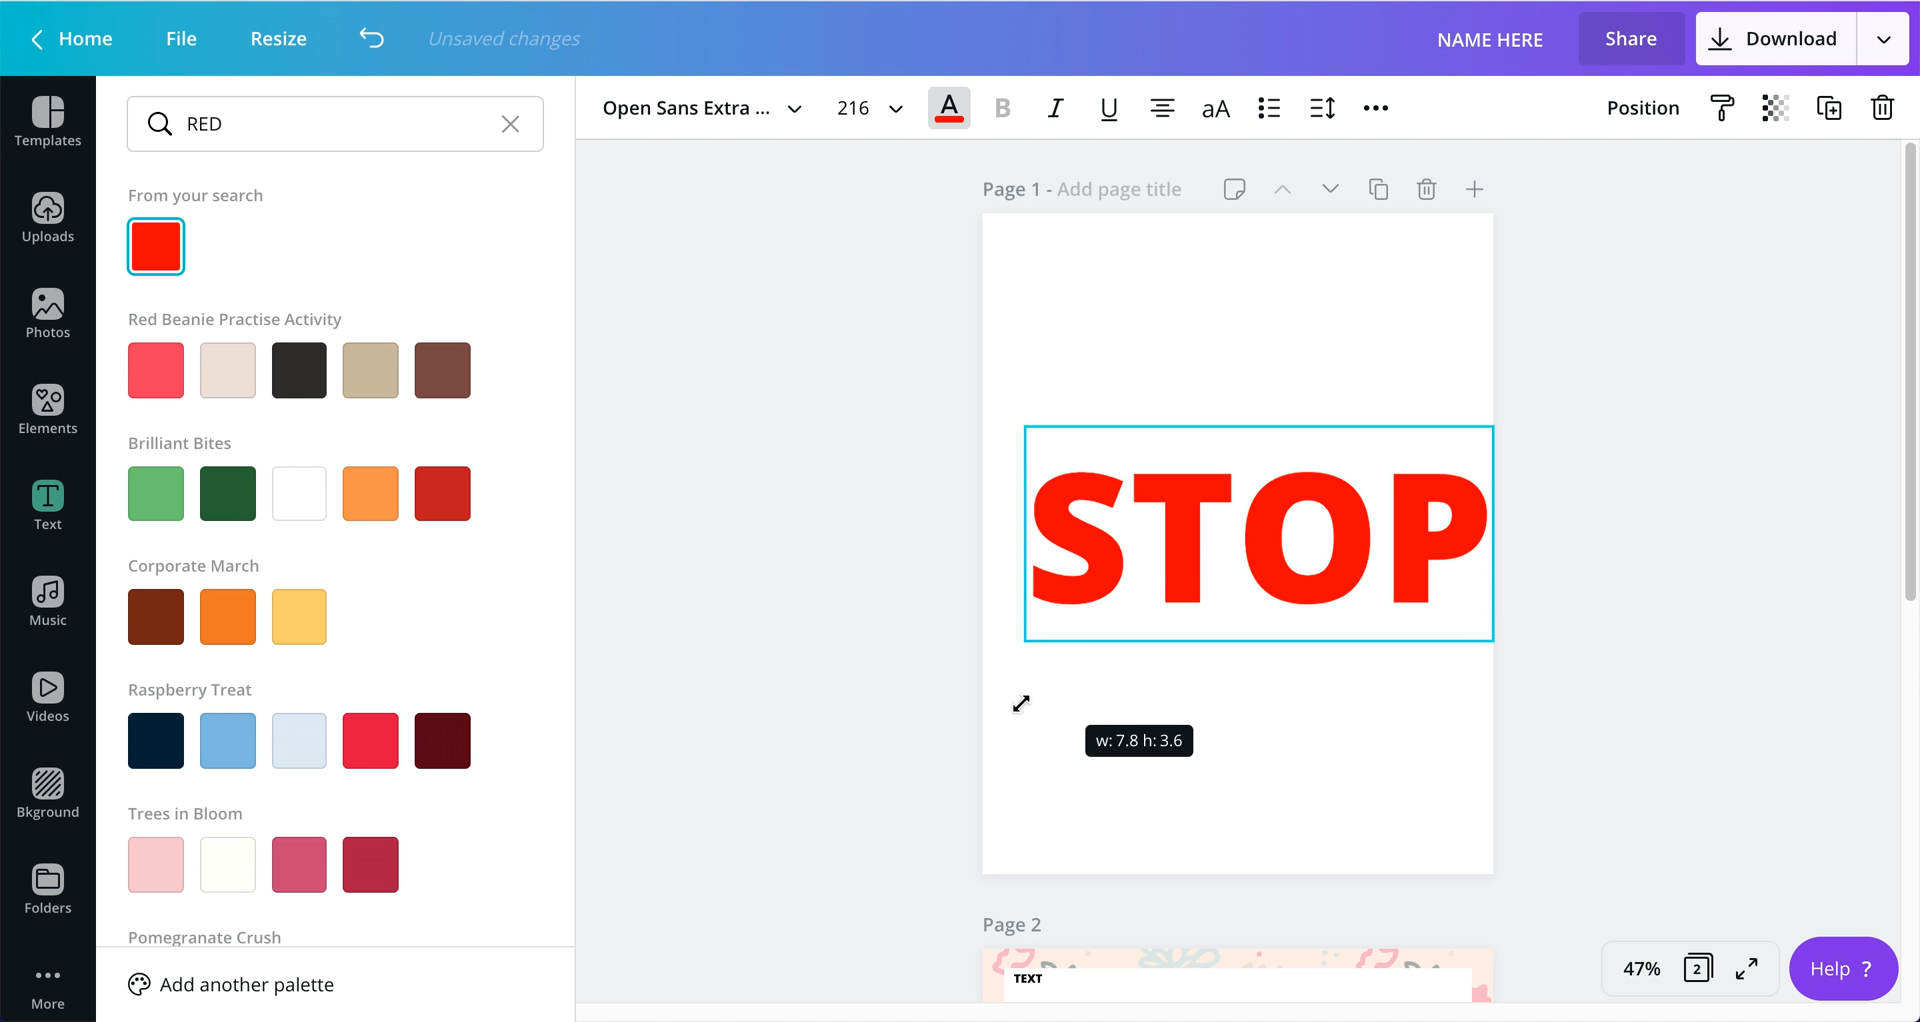 Home
File
Resize
Unsaved changes
NAME HERE
Share
Download
Templates
Uploads
Photos
Elements
Text
Music
Videos
Bkground
Folders
More
RED
From your search
Red Beanie Practise Activity
Brilliant Bites
Corporate March
Raspberry Treat
Trees in Bloom
Pomegranate Crush
Add another palette
Open Sans Extra ...
216
A
B
I
U
aA
Position
Page 1 - Add page title
STOP
w: 7.8 h: 3.6
Page 2
TEXT
47%
2
Help ?